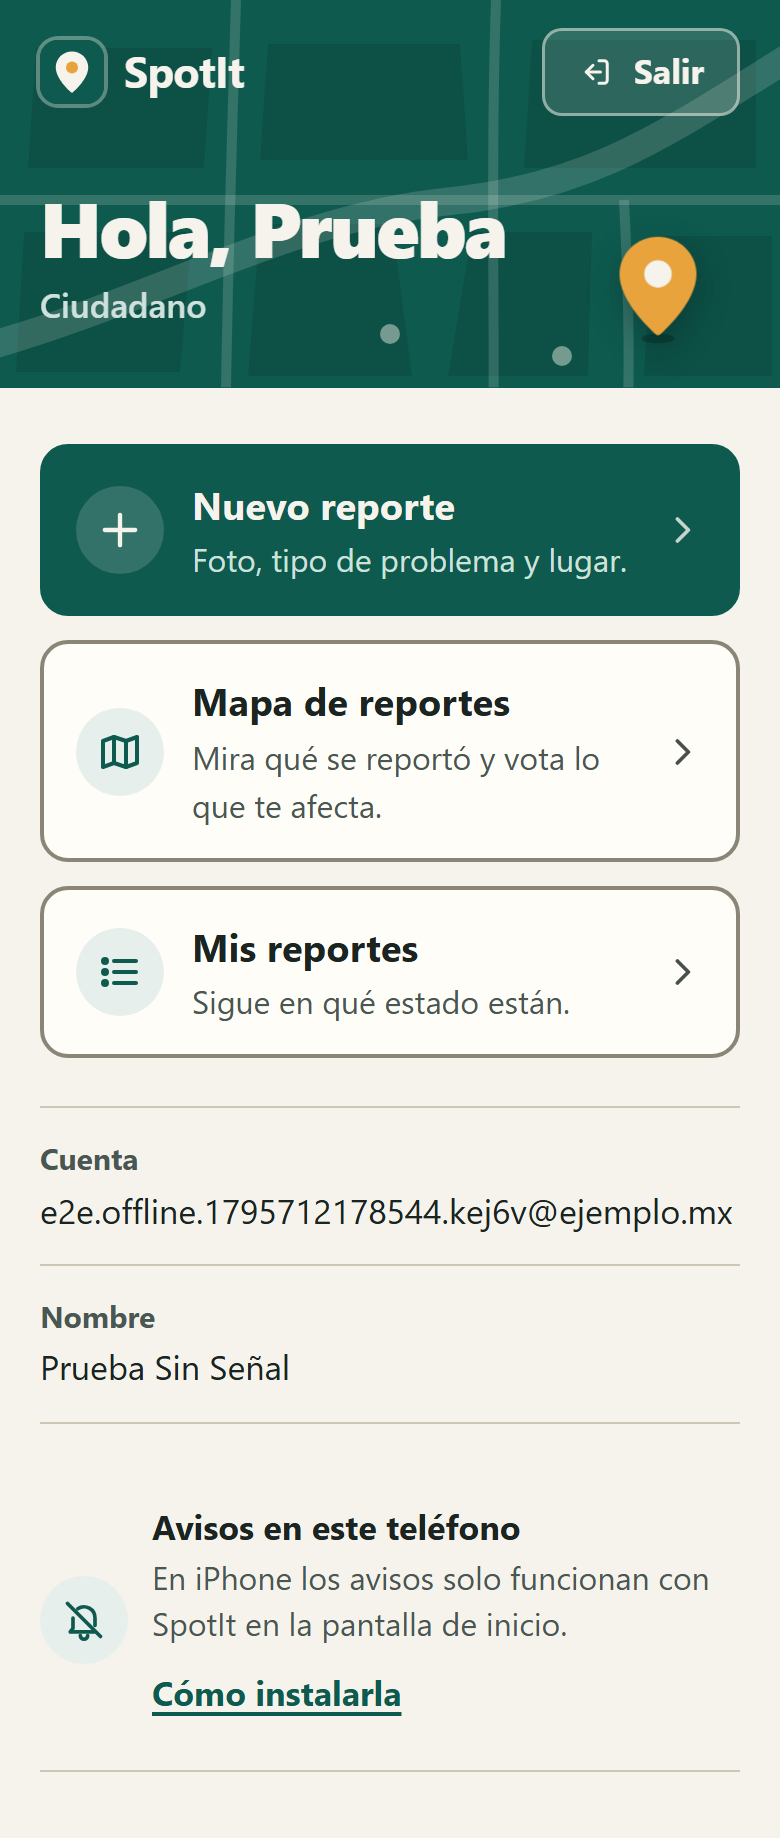 SpotIt
Salir
Hola, Prueba
Ciudadano
Nuevo reporte
Foto, tipo de problema y lugar.
Mapa de reportes
Mira qué se reportó y vota lo
que te afecta.
Mis reportes
Sigue en qué estado están.
Cuenta
e2e.offline.1795712178544.kej6v@ejemplo.mx
Nombre
Prueba Sin Señal
Avisos en este teléfono
En iPhone los avisos solo funcionan con
SpotIt en la pantalla de inicio.
Cómo instalarla